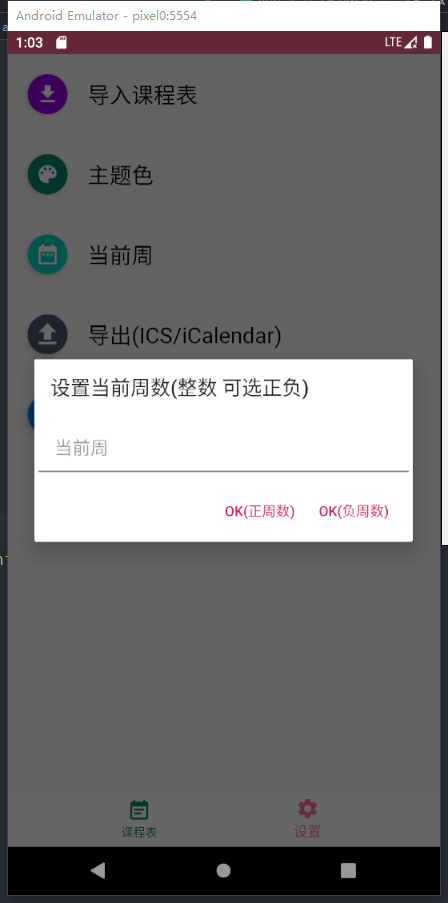 Android Emulator - pixel0:5554
1:03
LTE
导入课程表
主题色
当前周
导出(ICS/iCalendar)
设置当前周数(整数 可选正负)
当前周
OK(正周数) OK(负周数)
课程表 设置